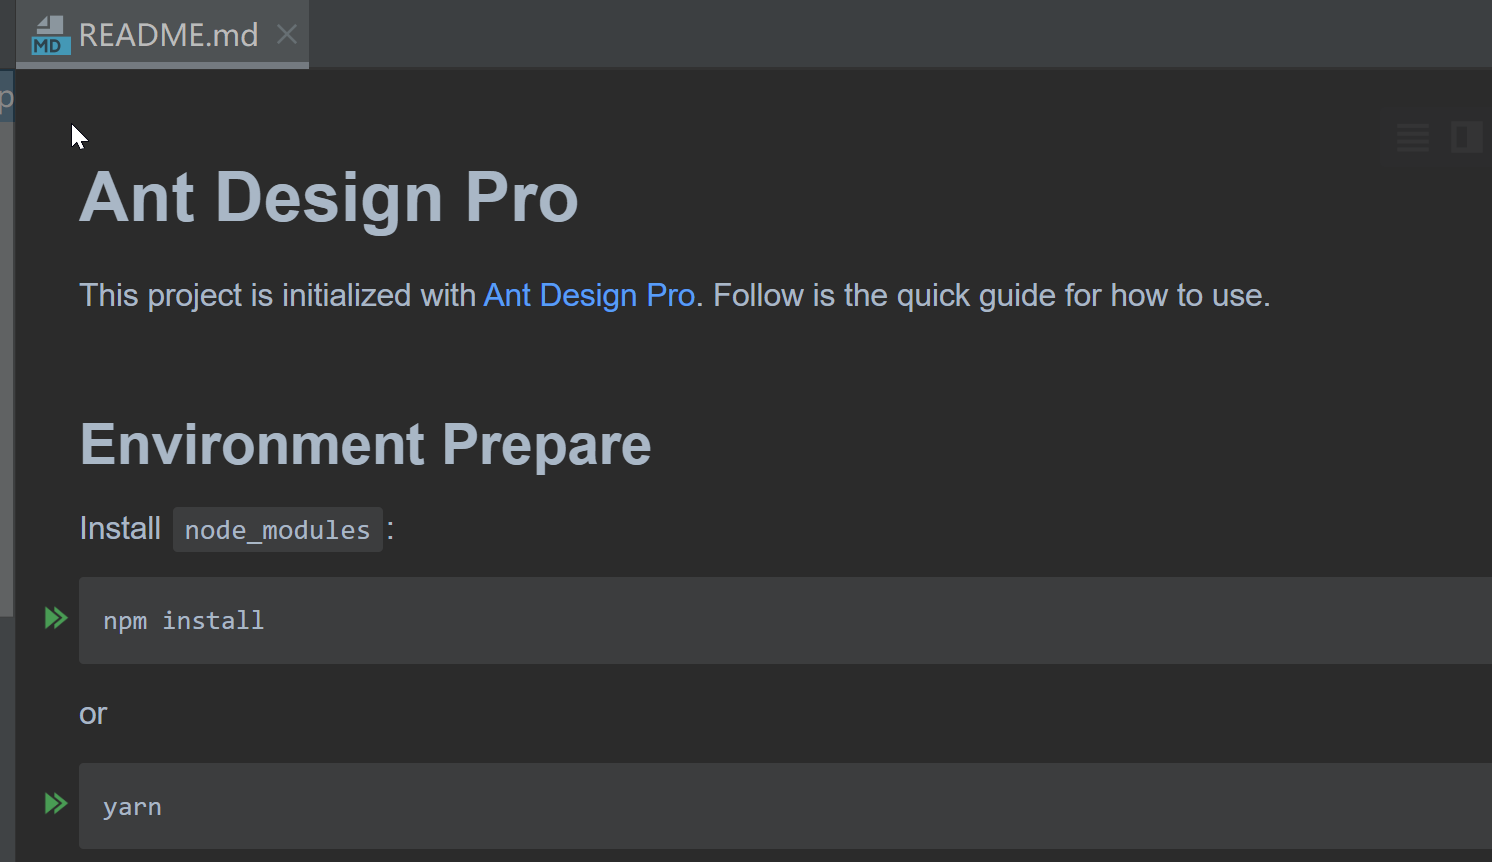 MD README.md
p
Ant Design Pro
This project is initialized with Ant Design Pro. Follow is the quick guide for how to use.
Environment Prepare
Install node_modules :
npm install
or
yarn